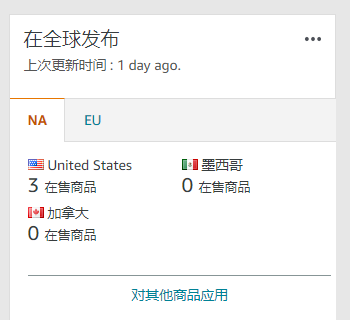 在全球发布
上次更新时间 : 1 day ago.
NA EU
United States 墨西哥
3 在售商品 0 在售商品
加拿大
0 在售商品
对其他商品应用